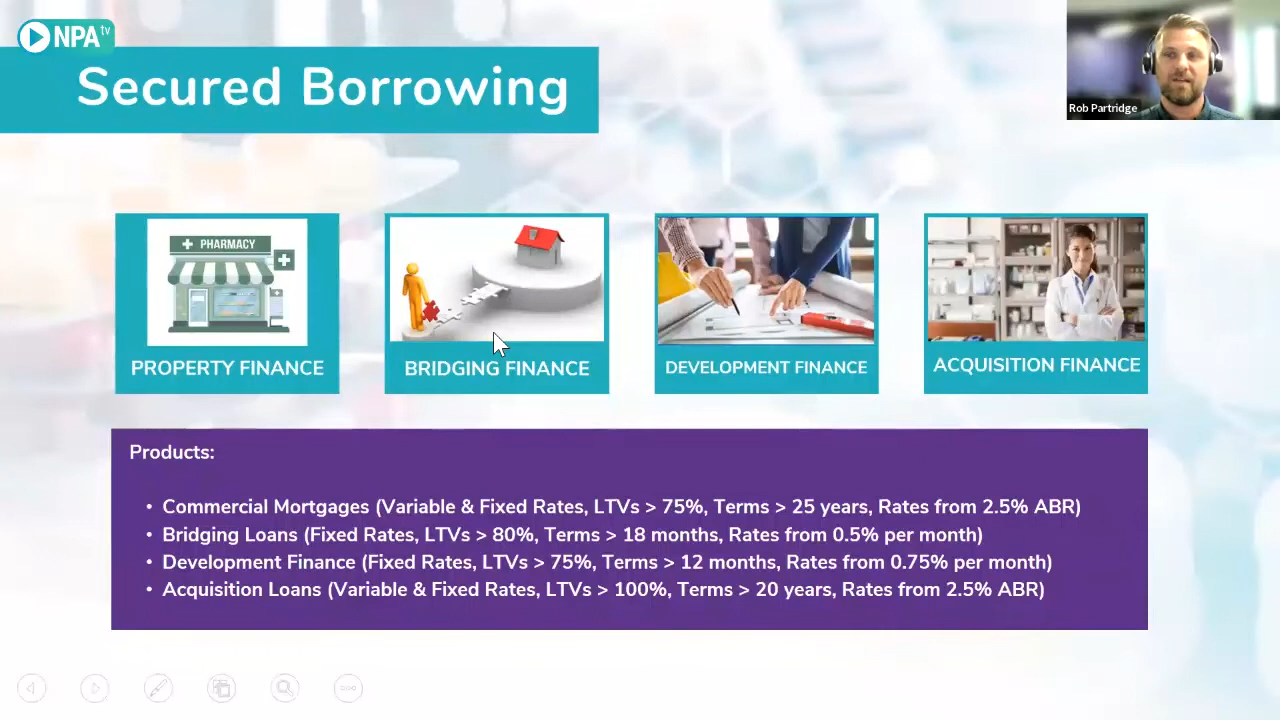 NPAtv
Secured Borrowing
Rob Partridge
PHARMACY
PROPERTY FINANCE
BRIDGING FINANCE
DEVELOPMENT FINANCE
ACQUISITION FINANCE
Products:
• Commercial Mortgages (Variable & Fixed Rates, LTVs > 75%, Terms > 25 years, Rates from 2.5% ABR)
• Bridging Loans (Fixed Rates, LTVs > 80%, Terms > 18 months, Rates from 0.5% per month)
• Development Finance (Fixed Rates, LTVs > 75%, Terms > 12 months, Rates from 0.75% per month)
• Acquisition Loans (Variable & Fixed Rates, LTVs > 100%, Terms > 20 years, Rates from 2.5% ABR)